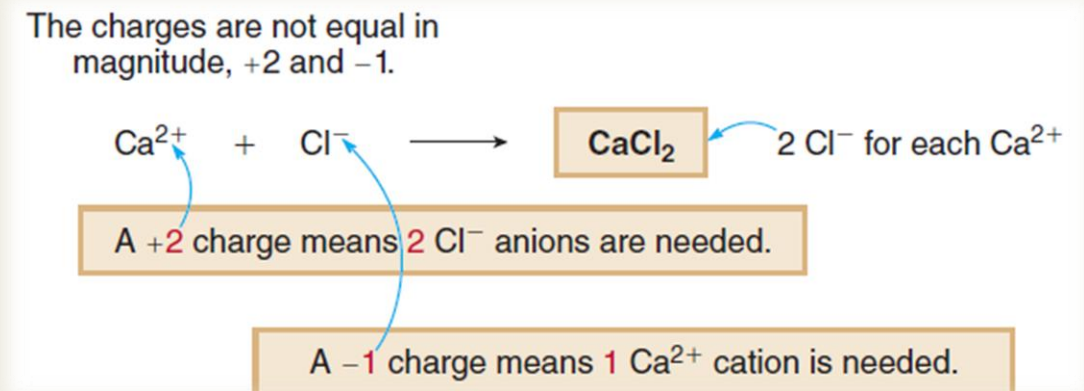 The charges are not equal in
magnitude, +2 and −1.
Ca²⁺ + Cl⁻ ⟶ CaCl₂ 2 Cl⁻ for each Ca²⁺
A +2 charge means 2 Cl⁻ anions are needed.
A −1 charge means 1 Ca²⁺ cation is needed.